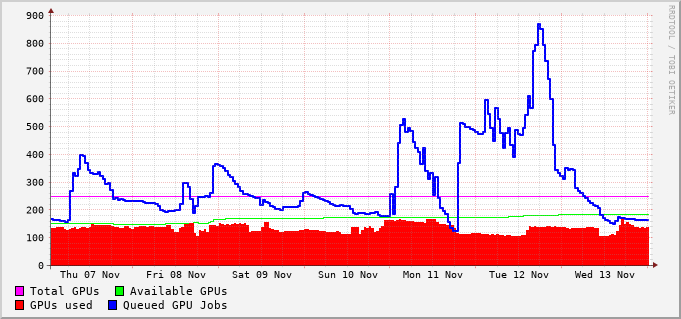 900
800
700
600
500
400
300
200
100
0
Thu 07 Nov Fri 08 Nov Sat 09 Nov Sun 10 Nov Mon 11 Nov Tue 12 Nov Wed 13 Nov
Total GPUs Available GPUs
GPUs used Queued GPU Jobs
RRDTOOL / TOBI OETIKER